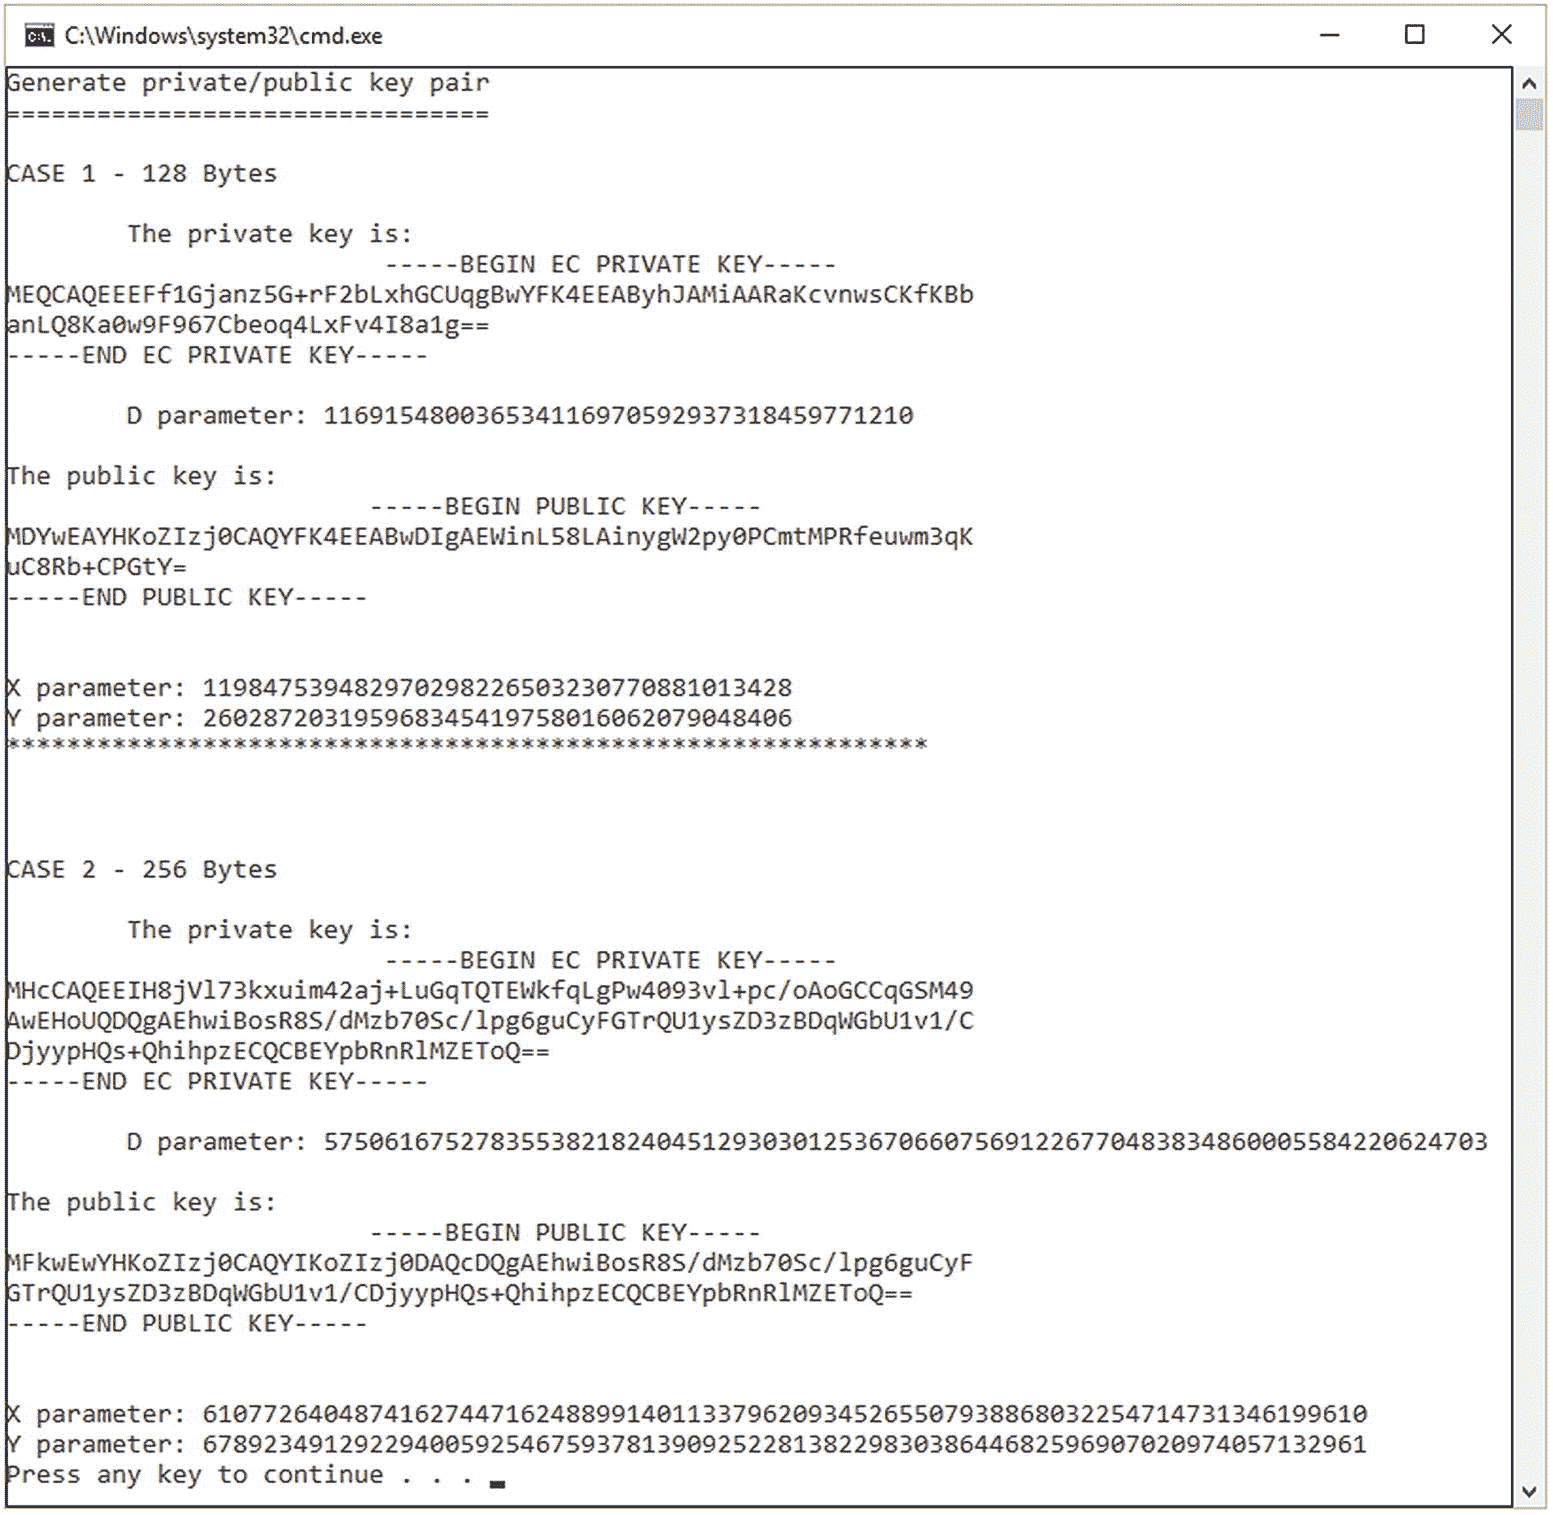 C:\Windows\system32\cmd.exe
Generate private/public key pair
================================
CASE 1 - 128 Bytes
The private key is:
-----BEGIN EC PRIVATE KEY-----
MEQCAQEEEFf1Gjanz5G+rF2bLxhGCUqgBwYFK4EEAByhJAMiAARaKcvnwsCKfKBb
anLQ8Ka0w9F967Cbeoq4LxFv4I8a1g==
-----END EC PRIVATE KEY-----
D parameter: 116915480036534116970592937318459771210
The public key is:
-----BEGIN PUBLIC KEY-----
MDYwEAYHKoZIzj0CAQYFK4EEABwDIgAEWinL58LAinygW2py0PCmtMPRfeuwm3qK
uC8Rb+CPGtY=
-----END PUBLIC KEY-----
X parameter: 119847539482970298226503230770881013428
Y parameter: 260287203195968345419758016062079048406
*************************************************************
CASE 2 - 256 Bytes
The private key is:
-----BEGIN EC PRIVATE KEY-----
MHcCAQEEIH8jVl73kxuim42aj+LuGqTQTEWkfqLgPw4093vl+pc/oAoGCCqGSM49
AwEHoUQDQgAEhwiBosR8S/dMzb70Sc/lpg6guCyFGTrQU1ysZD3zBDqWGbU1v1/C
DjyypHQs+QhihpzECQCBEYpbRnRlMZEToQ==
-----END EC PRIVATE KEY-----
D parameter: 57506167527835538218240451293030125367066075691226770483834860005584220624703
The public key is:
-----BEGIN PUBLIC KEY-----
MFkwEwYHKoZIzj0CAQYIKoZIzj0DAQcDQgAEhwiBosR8S/dMzb70Sc/lpg6guCyF
GTrQU1ysZD3zBDqWGbU1v1/CDjyypHQs+QhihpzECQCBEYpbRnRlMZEToQ==
-----END PUBLIC KEY-----
X parameter: 61077264048741627447162488991401133796209345265507938868032254714731346199610
Y parameter: 67892349129229400592546759378139092522813822983038644682596907020974057132961
Press any key to continue . . .